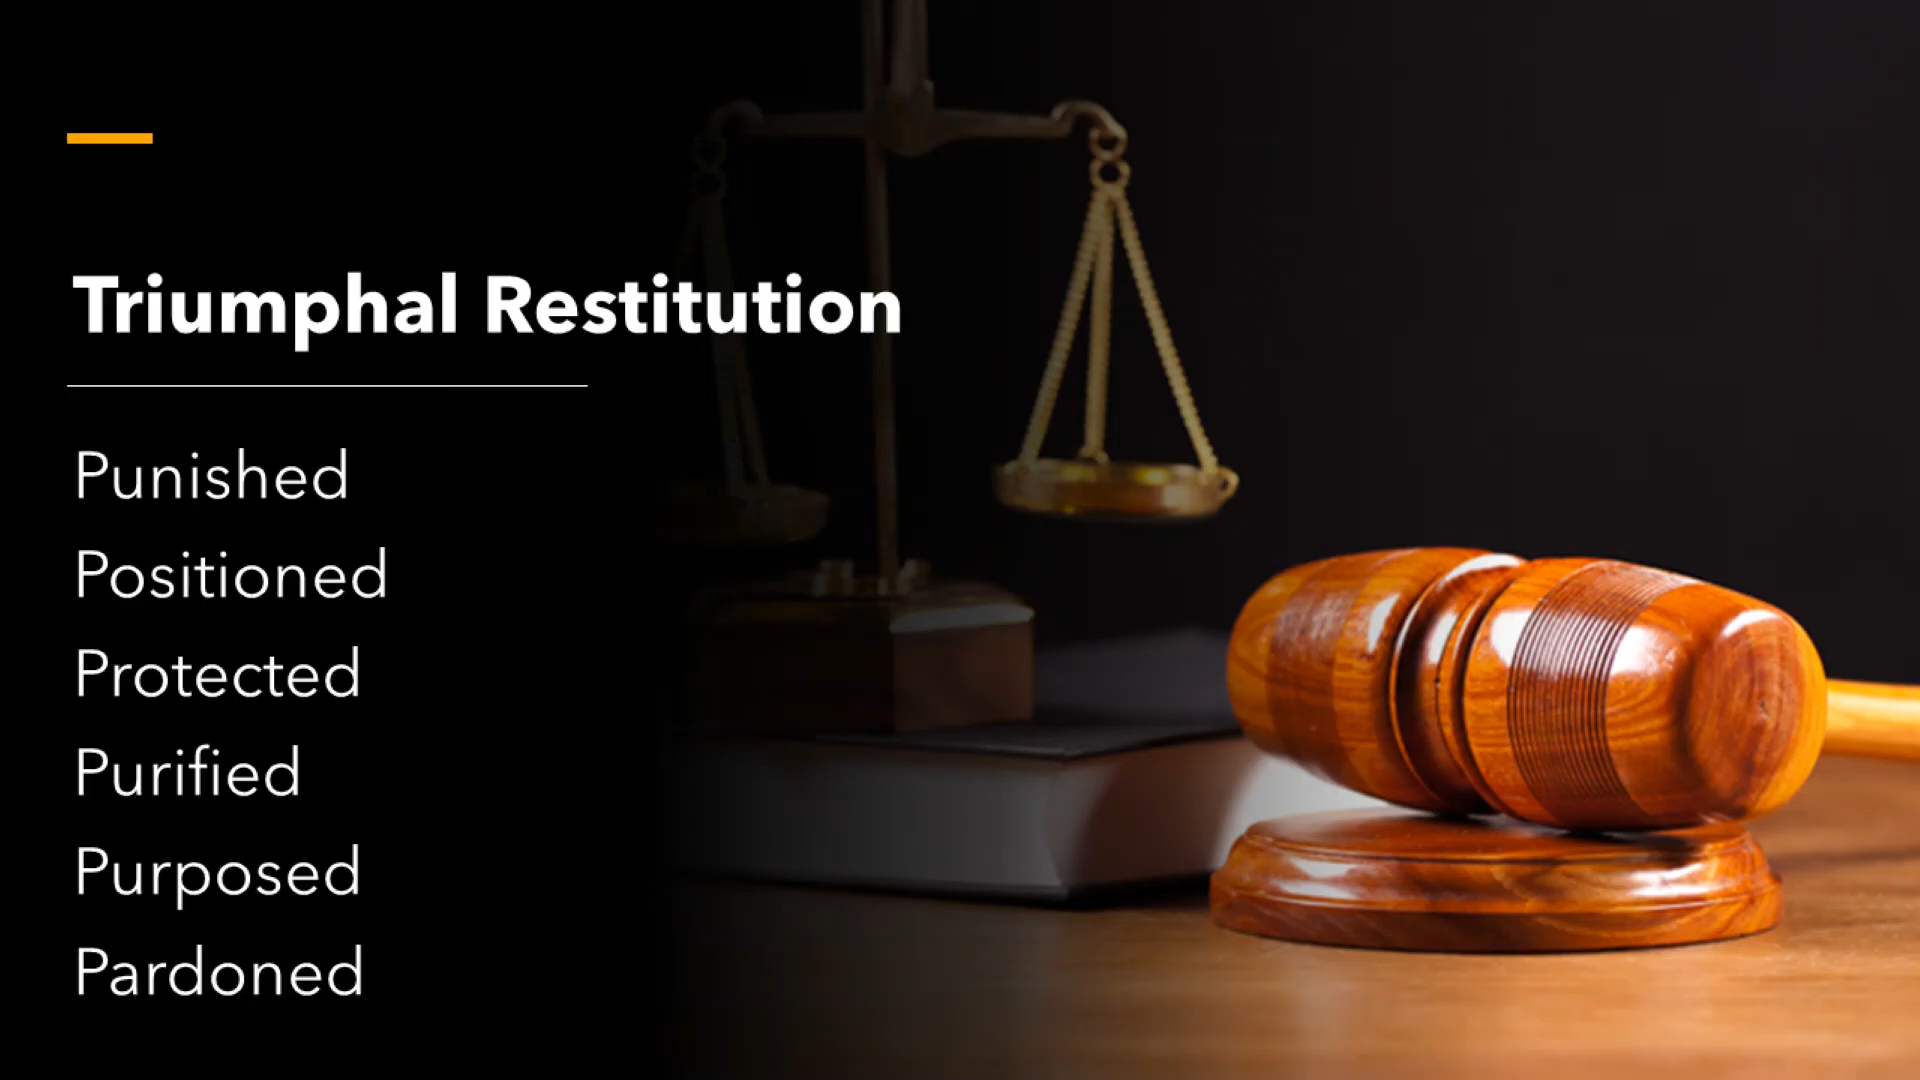 Triumphal Restitution
Punished
Positioned
Protected
Purified
Purposed
Pardoned